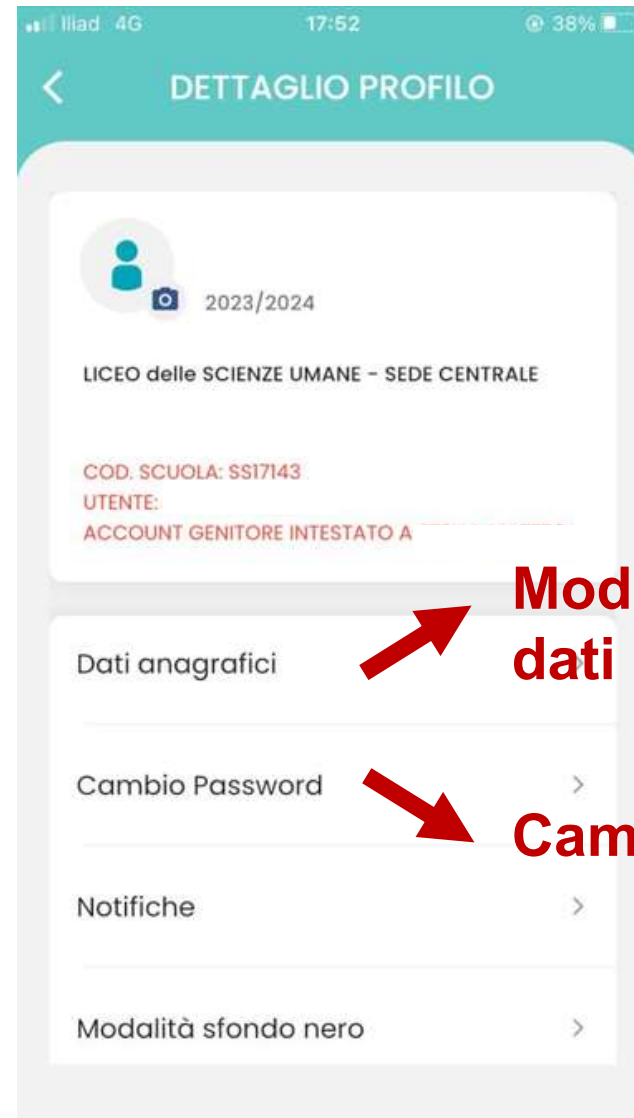 Iliad 4G 17:52 38%
DETTAGLIO PROFILO
2023/2024
LICEO delle SCIENZE UMANE - SEDE CENTRALE
COD. SCUOLA: SS17143
UTENTE:
ACCOUNT GENITORE INTESTATO A
Mod
dati
Dati anagrafici
Cambio Password
Cam
Notifiche
Modalità sfondo nero